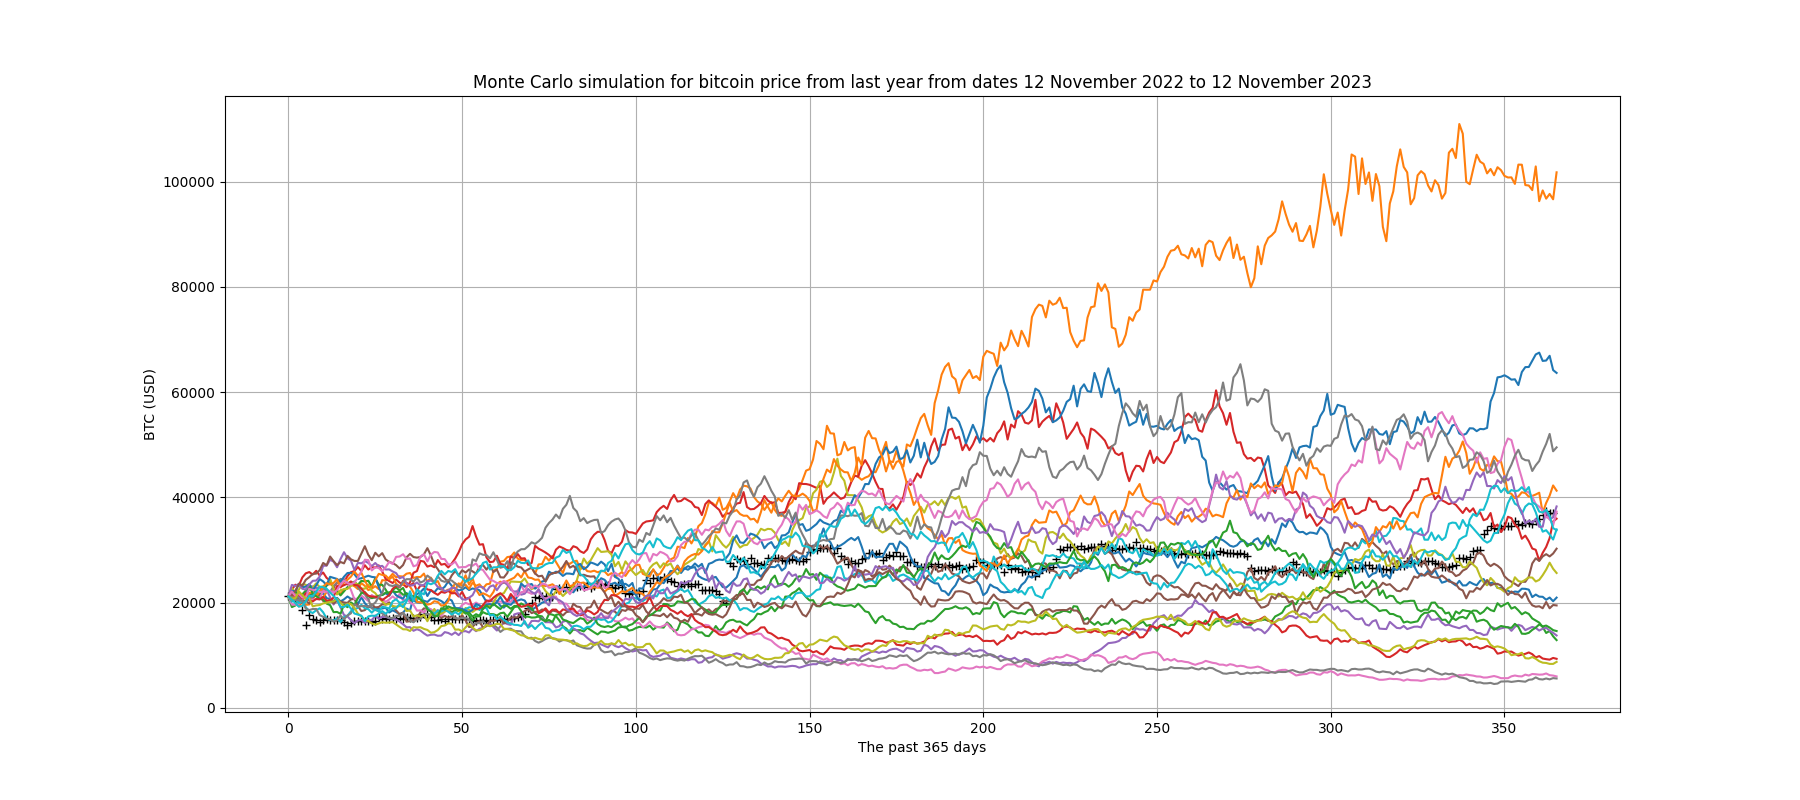 Monte Carlo simulation for bitcoin price from last year from dates 12 November 2022 to 12 November 2023
100000
80000
60000
40000
20000
0
BTC (USD)
0 50 100 150 200 250 300 350
The past 365 days